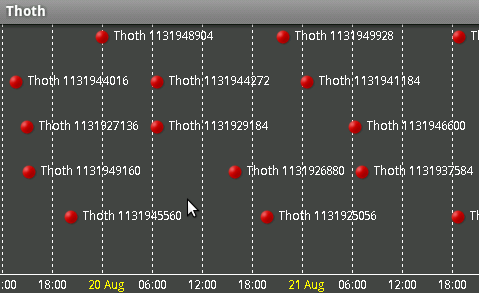 Thoth
Thoth 1131948904 Thoth 1131949928
Thoth 1131944016 Thoth 1131944272 Thoth 1131941184
Thoth 1131927136 Thoth 1131929184 Thoth 1131946600
Thoth 1131949160 Thoth 1131926880 Thoth 1131937584
Thoth 1131945560 Thoth 1131925056
:00 18:00 20 Aug 06:00 12:00 18:00 21 Aug 06:00 12:00 18:00